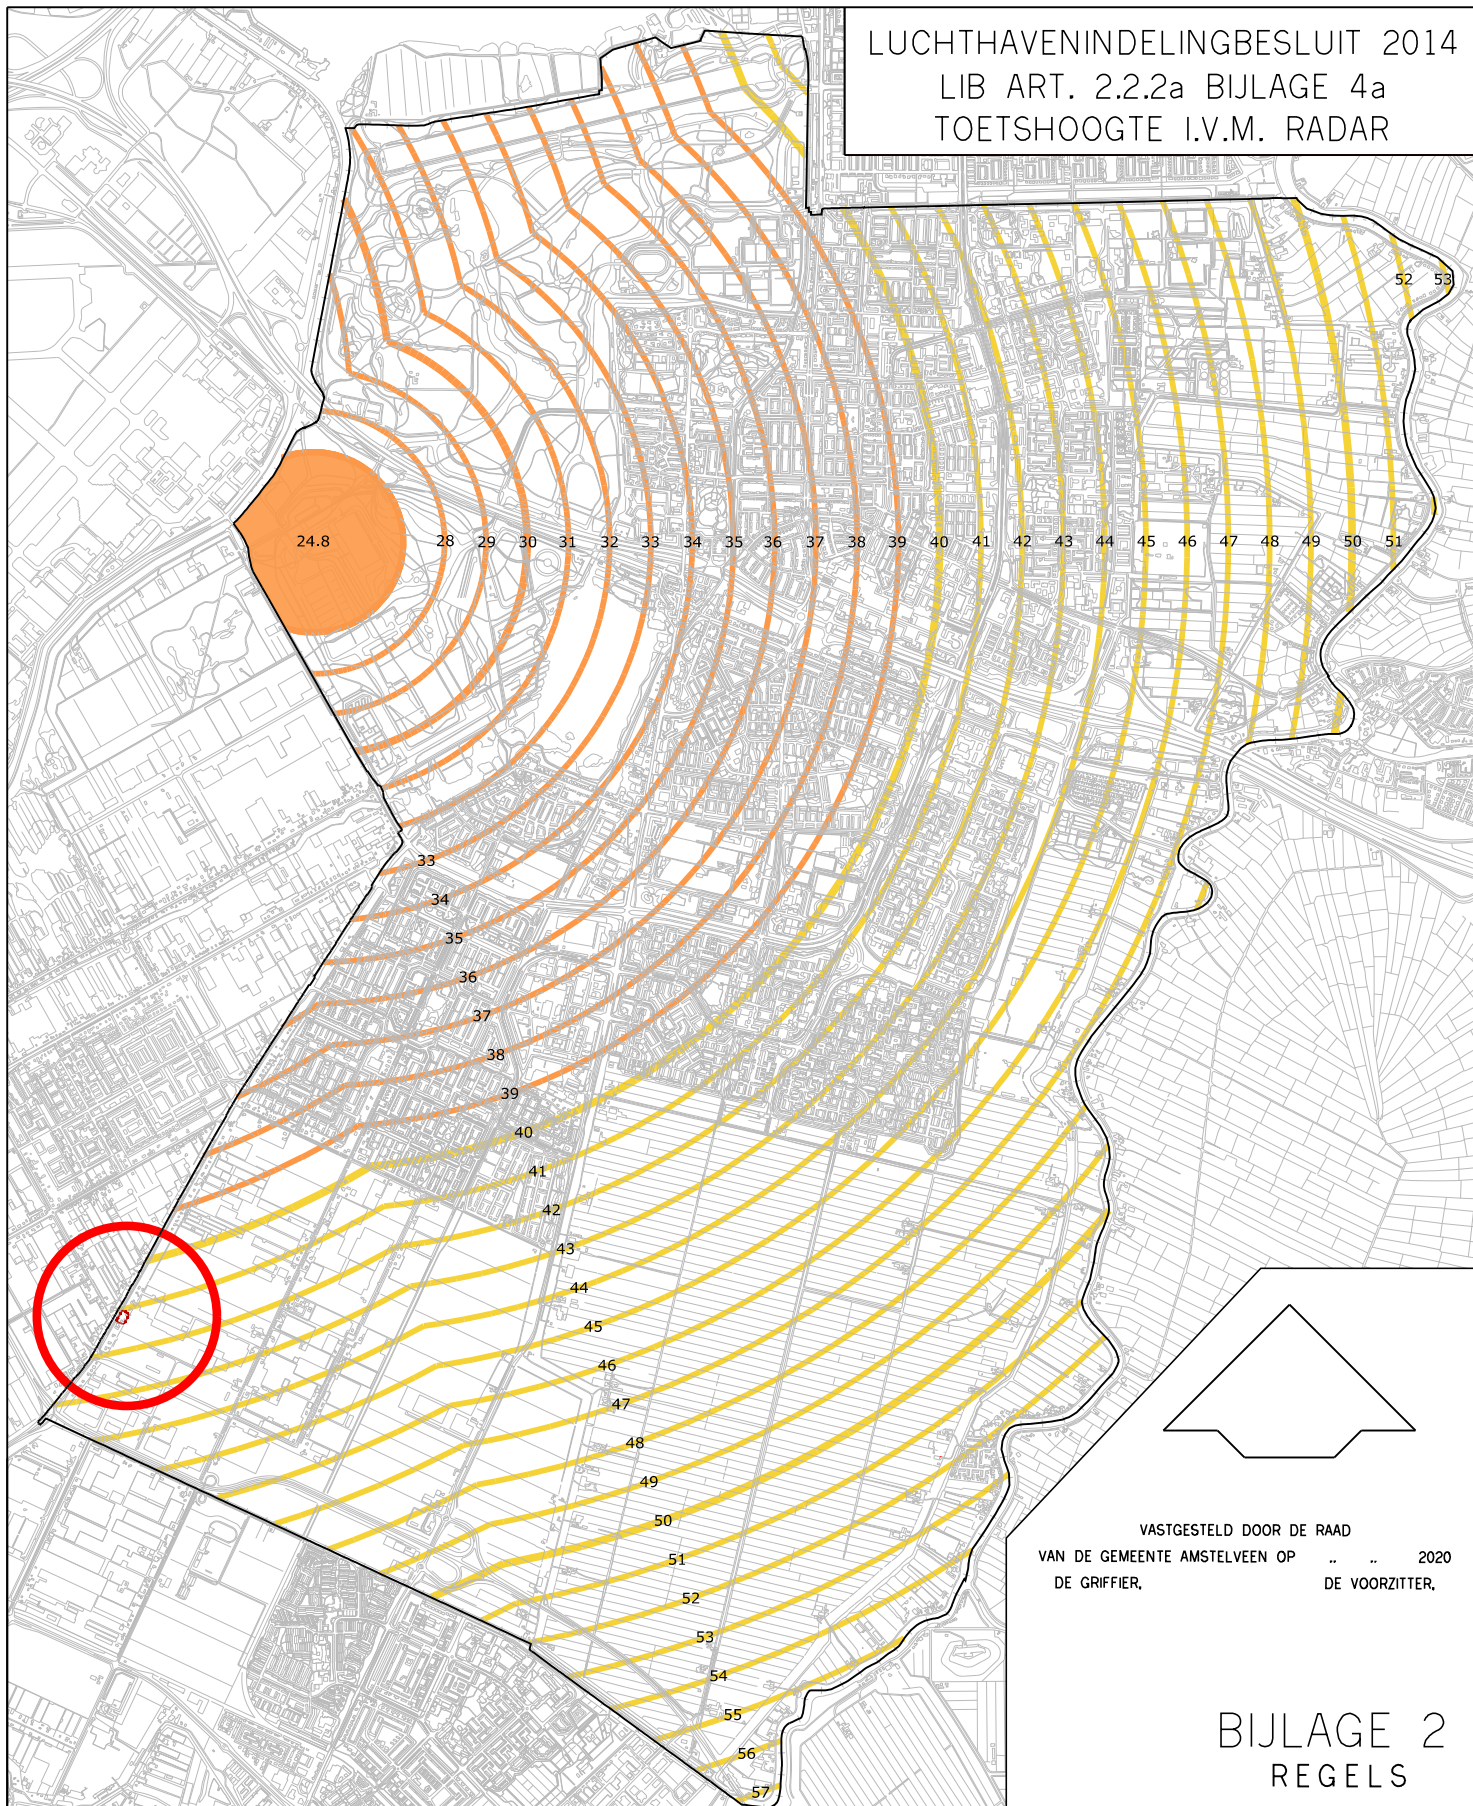 LUCHTHAVENINDELINGBESLUIT 2014
LIB ART. 2.2.2a BIJLAGE 4a
TOETSHOOGTE I.V.M. RADAR
52 53
24.8 28 29 30 31 32 33 34 35 36 37 38 39 40 41 42 43 44 45 46 47 48 49 50 51
33
34
35
36
37
38
39
40
41
42
43
44
45
46
47
48
49
50
51
52
53
54
55
56
57
VASTGESTELD DOOR DE RAAD
VAN DE GEMEENTE AMSTELVEEN OP .. .. 2020
DE GRIFFIER, DE VOORZITTER,
BIJLAGE 2
REGELS